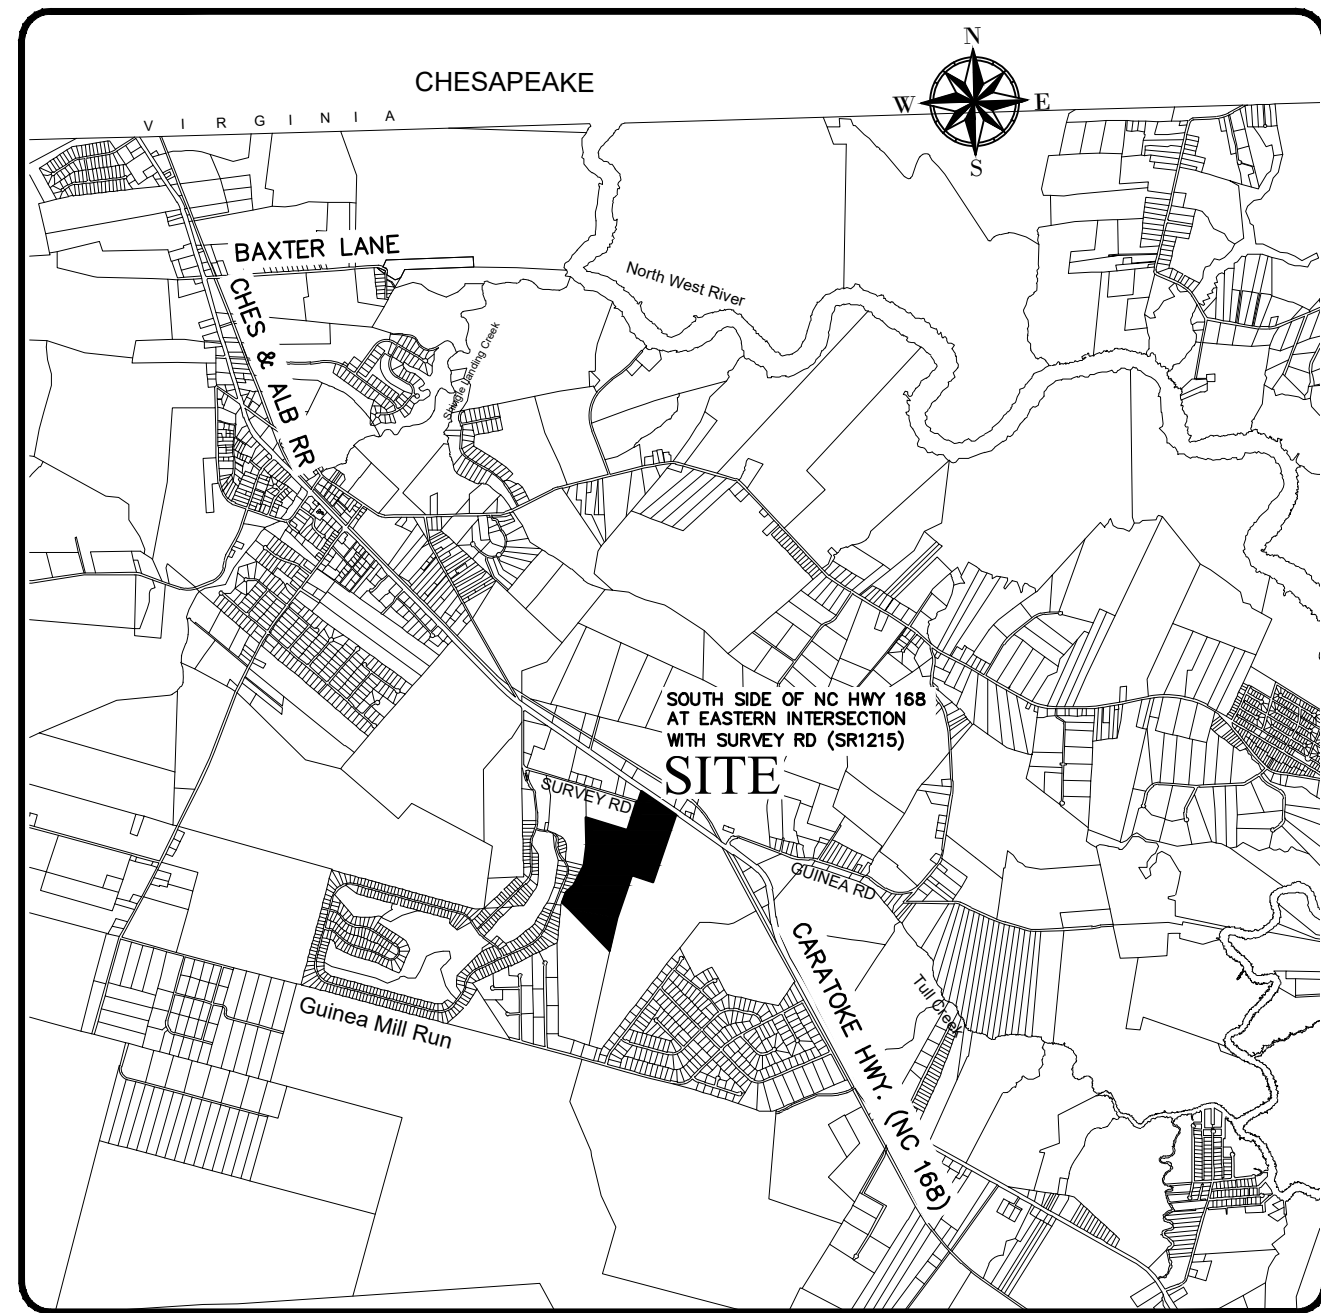 N
CHESAPEAKE
W
E
VIRGINIA
S
BAXTER LANE
North West River
CHES & ALB RR
Shingle Landing Creek
SOUTH SIDE OF NC HWY 168
AT EASTERN INTERSECTION
WITH SURVEY RD (SR1215)
SITE
SURVEY RD
GUINEA RD
CARATOKE HWY. (NC 168)
Tull Creek
Guinea Mill Run